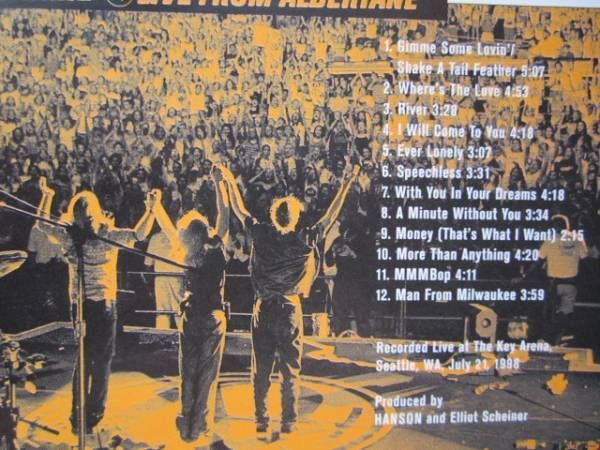 LIVE FROM ALBERTANE
1. Gimme Some Lovin'/
Shake A Tail Feather 5:07
2. Where's The Love 4:53
3. River 3:28
4. I Will Come To You 4:18
5. Ever Lonely 3:07
6. Speechless 3:31
7. With You In Your Dreams 4:18
8. A Minute Without You 3:34
9. Money (That's What I Want) 2:15
10. More Than Anything 4:20
11. MMMBop 4:11
12. Man From Milwaukee 3:59
Recorded Live at The Key Arena,
Seattle, WA, July 21, 1998
Produced by
HANSON and Elliot Scheiner